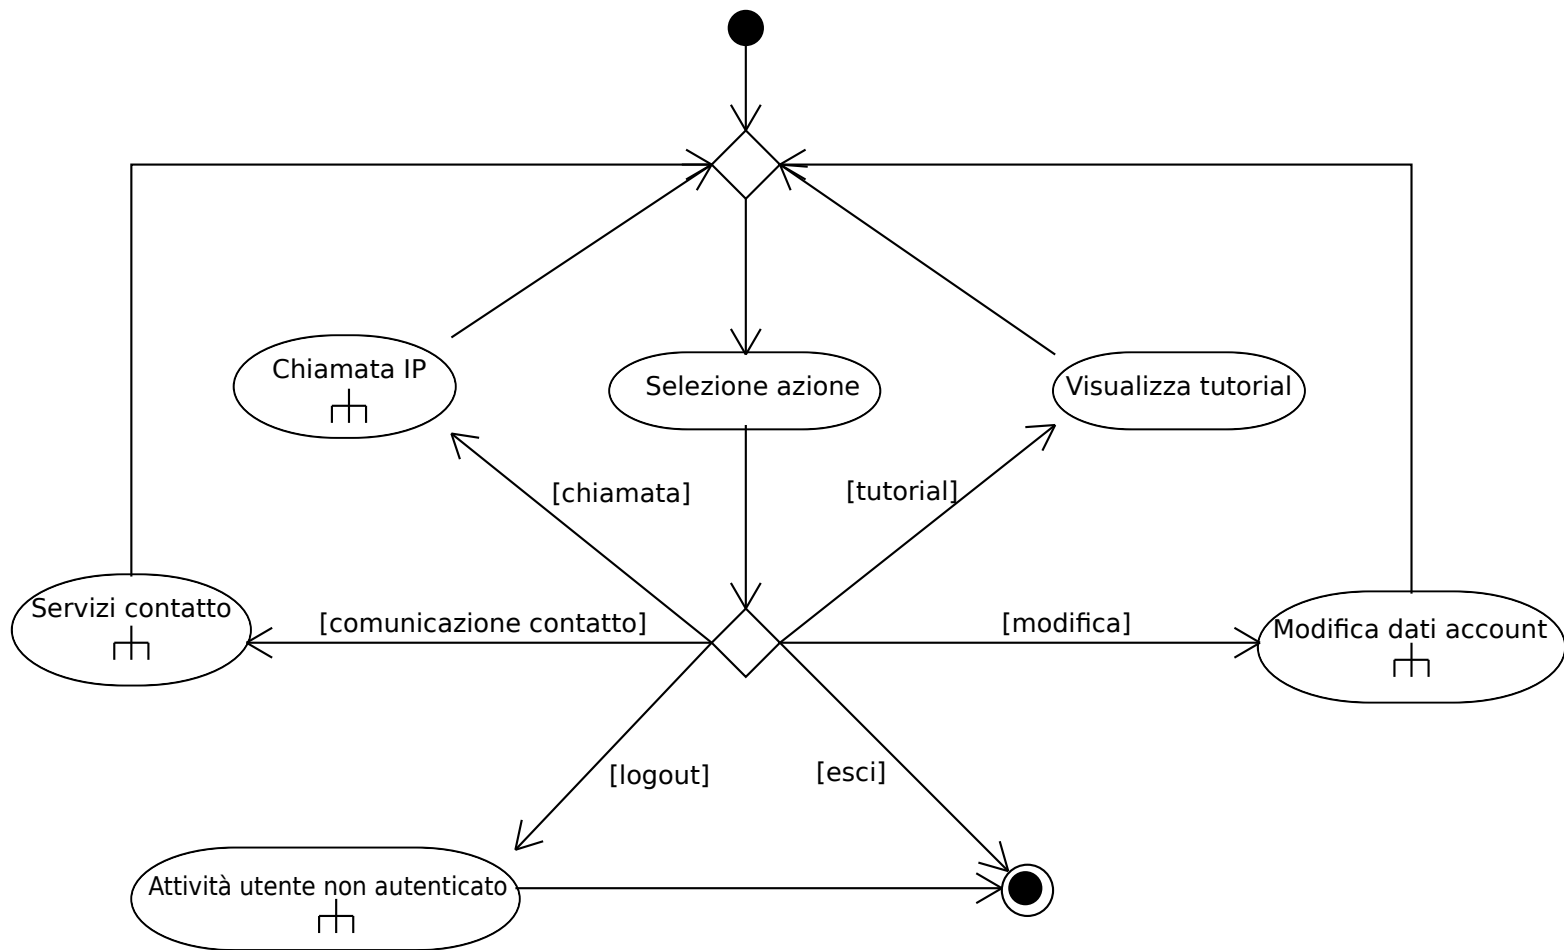 Chiamata IP
Selezione azione
Visualizza tutorial
[chiamata]
[tutorial]
Servizi contatto
[comunicazione contatto]
[modifica]
Modifica dati account
[logout]
[esci]
Attività utente non autenticato